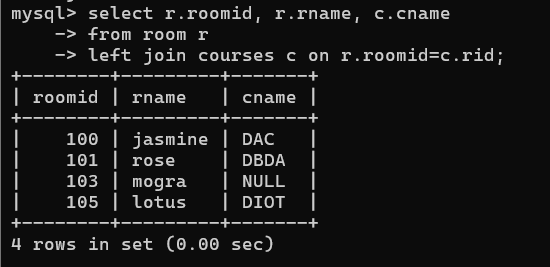 mysql> select r.roomid, r.rname, c.cname
    -> from room r
    -> left join courses c on r.roomid=c.rid;
+--------+---------+-------+
| roomid | rname   | cname |
+--------+---------+-------+
|    100 | jasmine | DAC   |
|    101 | rose    | DBDA  |
|    103 | mogra   | NULL  |
|    105 | lotus   | DIOT  |
+--------+---------+-------+
4 rows in set (0.00 sec)